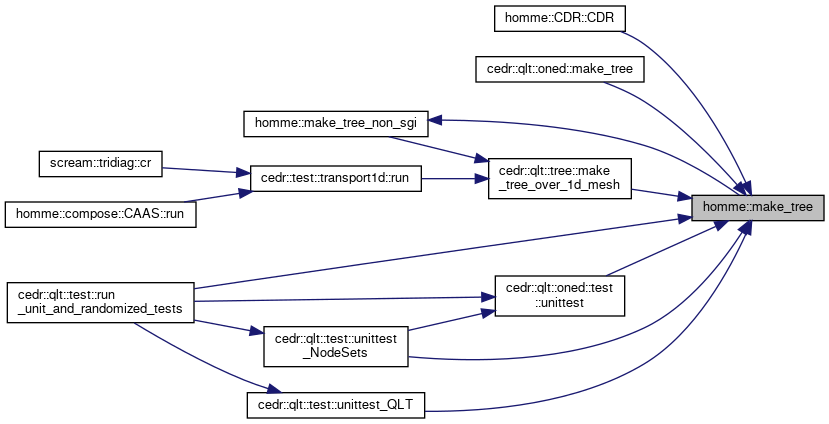 homme::CDR::CDR
cedr::qlt::oned::make_tree
homme::make_tree_non_sgi
scream::tridiag::cr
cedr::test::transport1d::run
cedr::qlt::tree::make
_tree_over_1d_mesh
homme::compose::CAAS::run
homme::make_tree
cedr::qlt::test::run
_unit_and_randomized_tests
cedr::qlt::oned::test
::unittest
cedr::qlt::test::unittest
_NodeSets
cedr::qlt::test::unittest_QLT